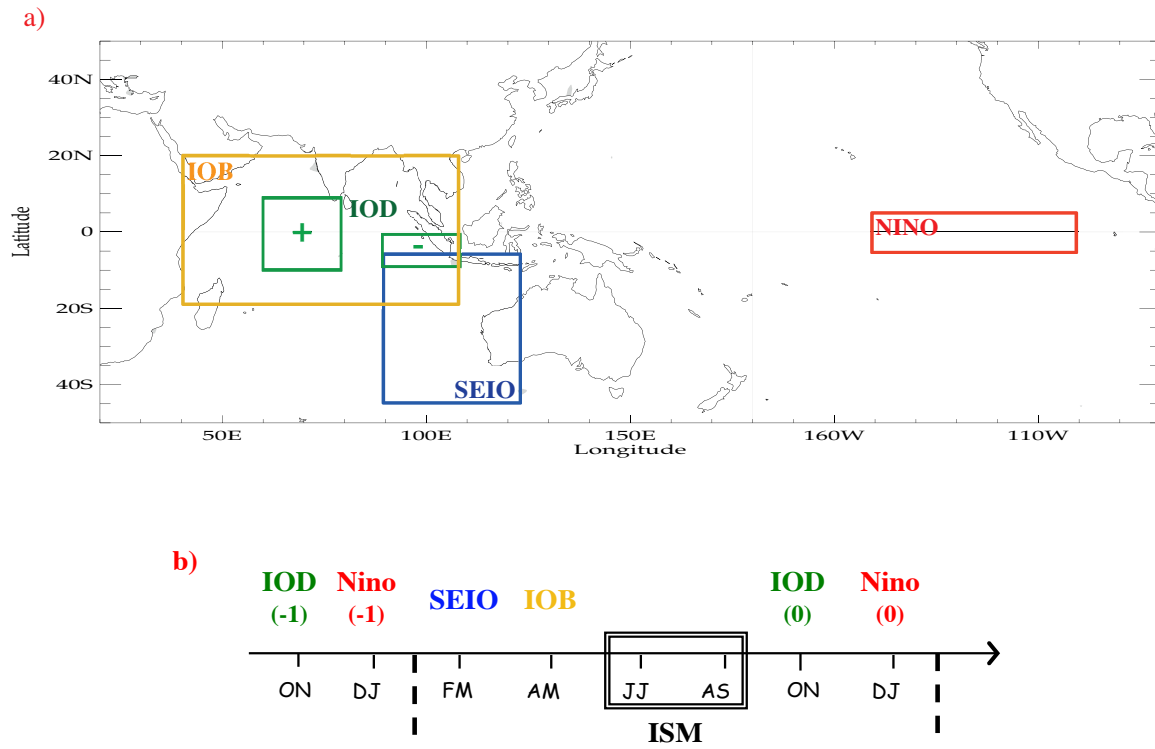 a)
40N
20N
0
20S
40S
Latitude
IOB
IOD
+
-
SEIO
NINO
50E
100E
150E
160W
110W
Longitude
b)
IOD
(-1)
Nino
(-1)
SEIO
IOB
IOD
(0)
Nino
(0)
ON
DJ
FM
AM
JJ
AS
ON
DJ
ISM